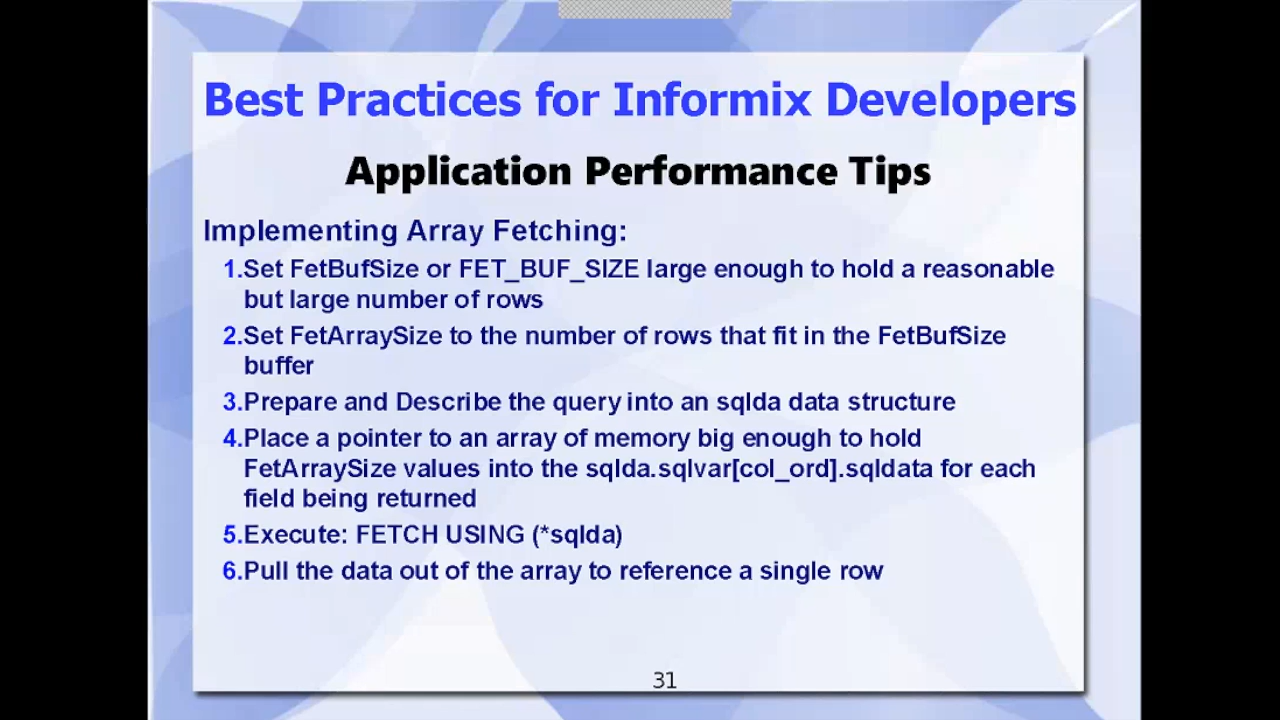 Best Practices for Informix Developers
Application Performance Tips
Implementing Array Fetching:
1.Set FetBufSize or FET_BUF_SIZE large enough to hold a reasonable
but large number of rows
2.Set FetArraySize to the number of rows that fit in the FetBufSize
buffer
3.Prepare and Describe the query into an sqlda data structure
4.Place a pointer to an array of memory big enough to hold
FetArraySize values into the sqlda.sqlvar[col_ord].sqldata for each
field being returned
5.Execute: FETCH USING (*sqlda)
6.Pull the data out of the array to reference a single row
31